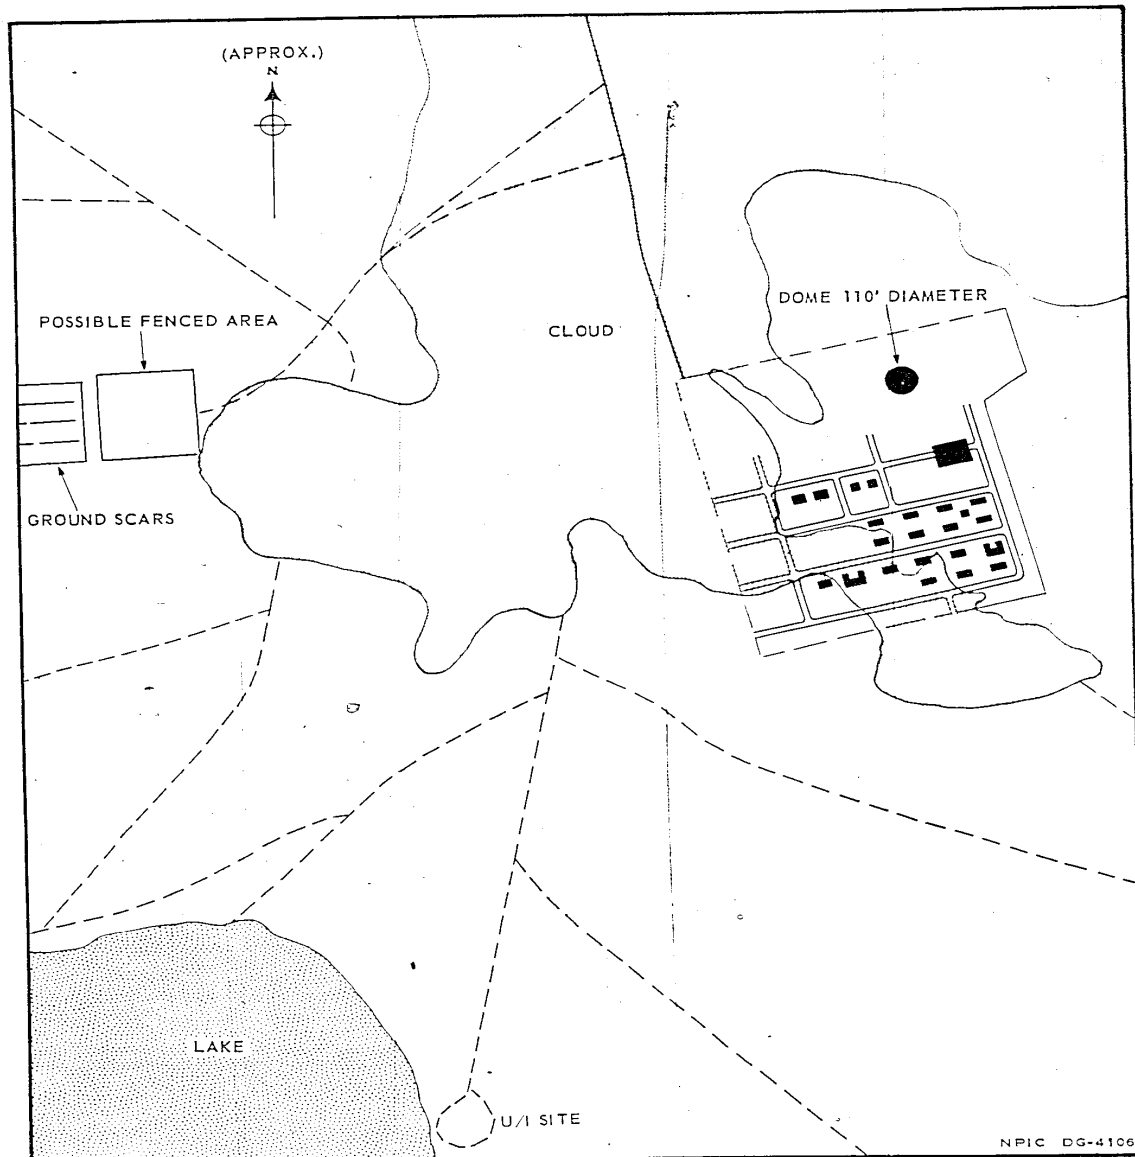 (APPROX.)
N
DOME 110' DIAMETER
POSSIBLE FENCED AREA
CLOUD
GROUND SCARS
LAKE
U/I SITE
NPIC DG-4106